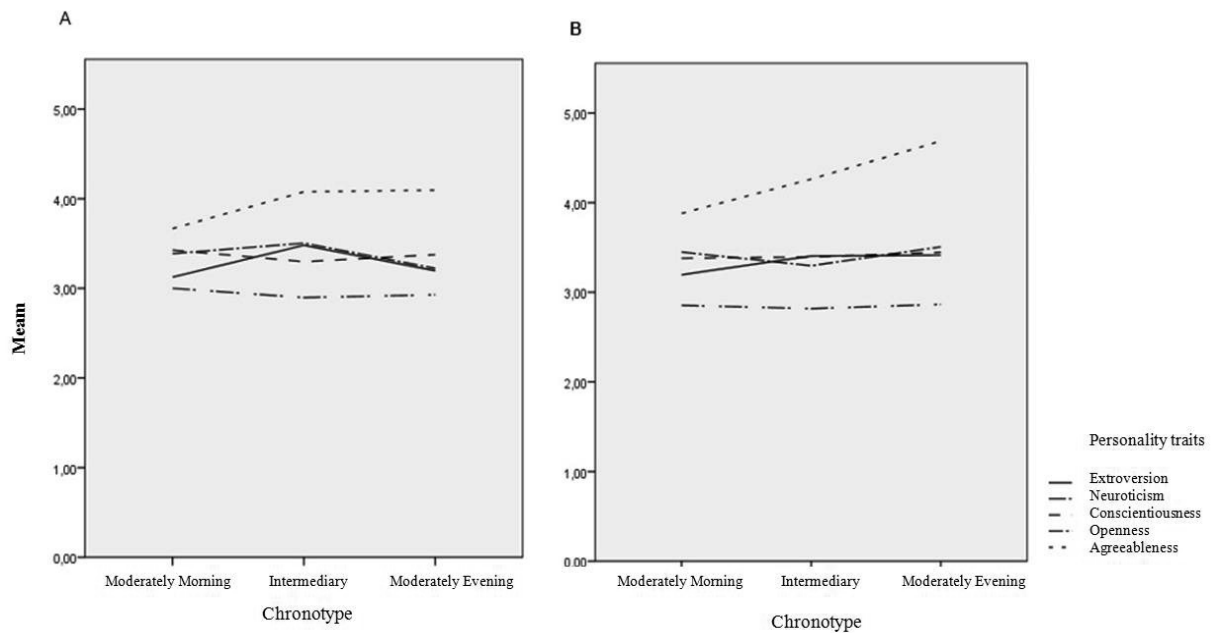 A
5,00
4,00
3,00
2,00
1,00
0,00
Meam
Moderately Morning Intermediary Moderately Evening
Chronotype
B
5,00
4,00
3,00
2,00
1,00
0.00
Moderately Morning Intermediary Moderately Evening
Chronotype
Personality traits
Extroversion
Neuroticism
Conscientiousness
Openness
Agreeableness